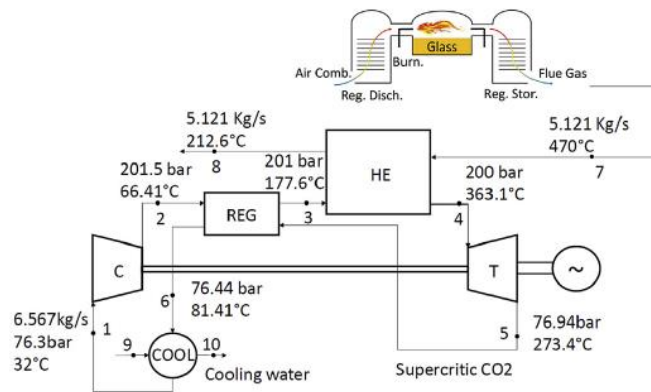 Glass
Burn.
Air Comb.
Flue Gas
Reg. Disch.
Reg. Stor.
5.121 Kg/s
212.6°C
8
5.121 Kg/s
470°C
7
201.5 bar
66.41°C
2
201 bar
177.6°C
3
HE
200 bar
363.1°C
4
REG
C
T
~
6
76.44 bar
81.41°C
6.567kg/s
76.3bar
32°C
1
9
10
COOL
Cooling water
5
76.94bar
273.4°C
Supercritic CO2